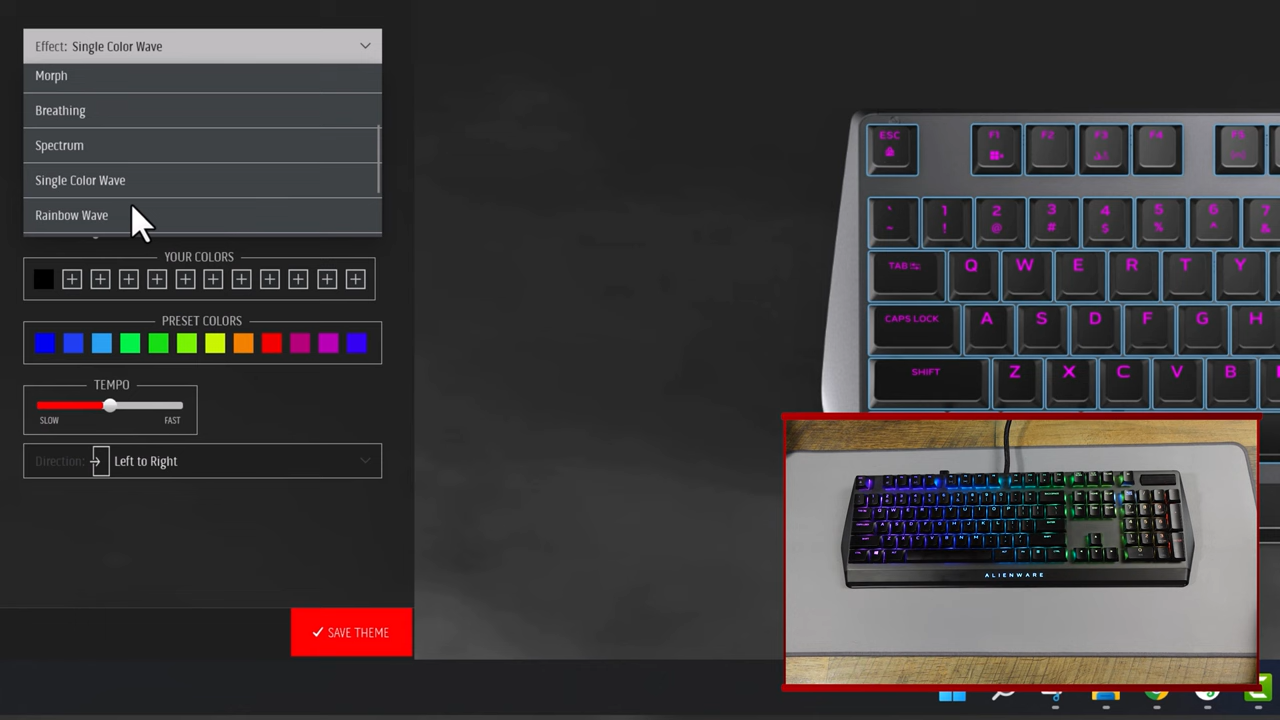 Effect: Single Color Wave
Morph
Breathing
Spectrum
Single Color Wave
Rainbow Wave
YOUR COLORS
PRESET COLORS
TEMPO
SLOW FAST
Direction: Left to Right
SAVE THEME
ESC F1 F2 F3 F4 F5
` 1 2 3 4 5 6 7
~ ! @ # $ % ^ &
TAB Q W E R T Y
CAPS LOCK A S D F G H
SHIFT Z X C V B
ALIENWARE